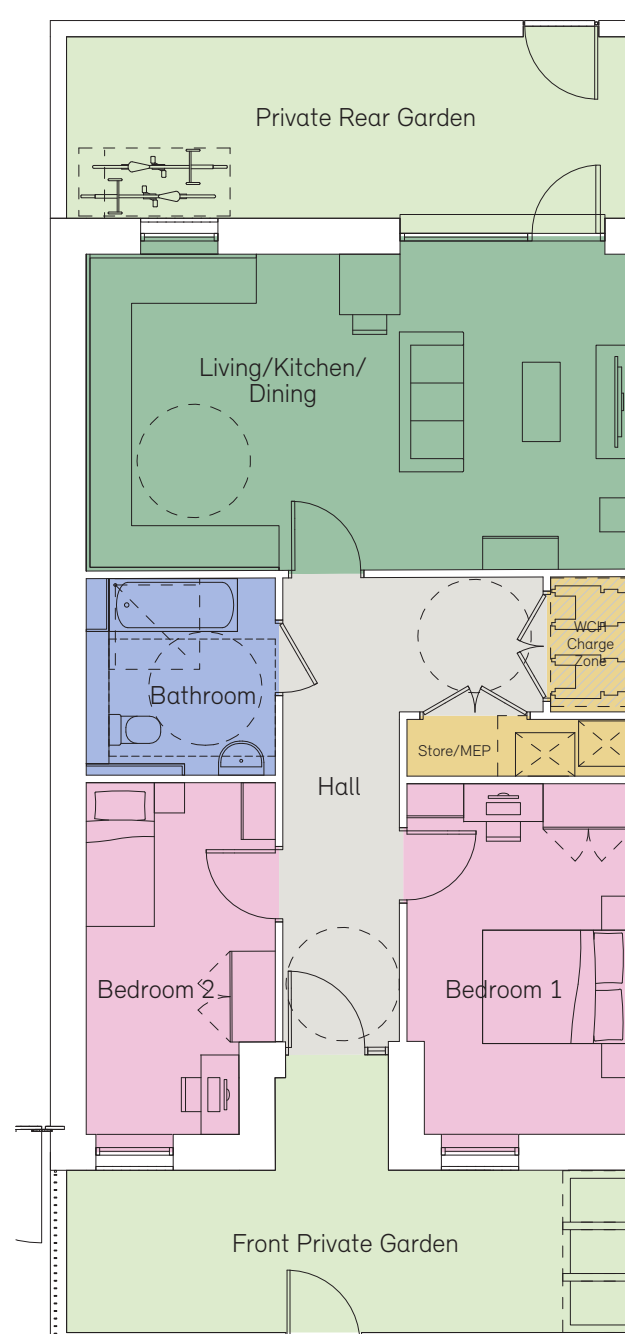 Private Rear Garden
Living/Kitchen/
Dining
WCH
Charge
Zone
Bathroom
Store/MEP
Hall
Bedroom 2
Bedroom 1
Front Private Garden